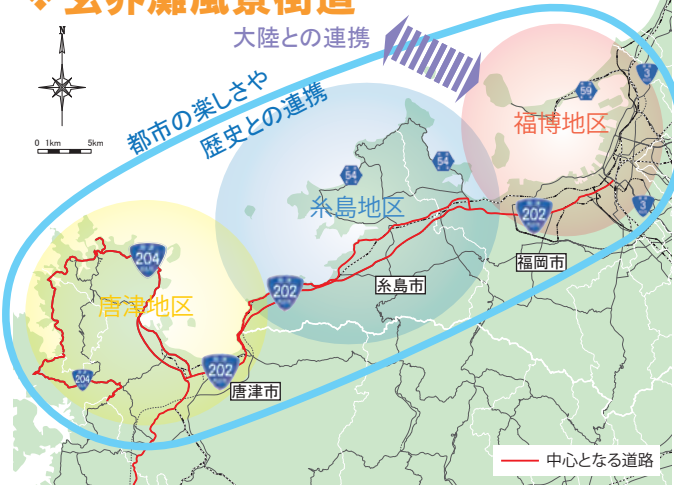 ❖ 玄界灘風景街道
大陸との連携
N
都市の楽しさや
歴史との連携
0 1km 5km
3
59
福博地区
54
54
糸島地区
202
3
204
福岡市
202
糸島市
唐津地区
202
204
唐津市
中心となる道路